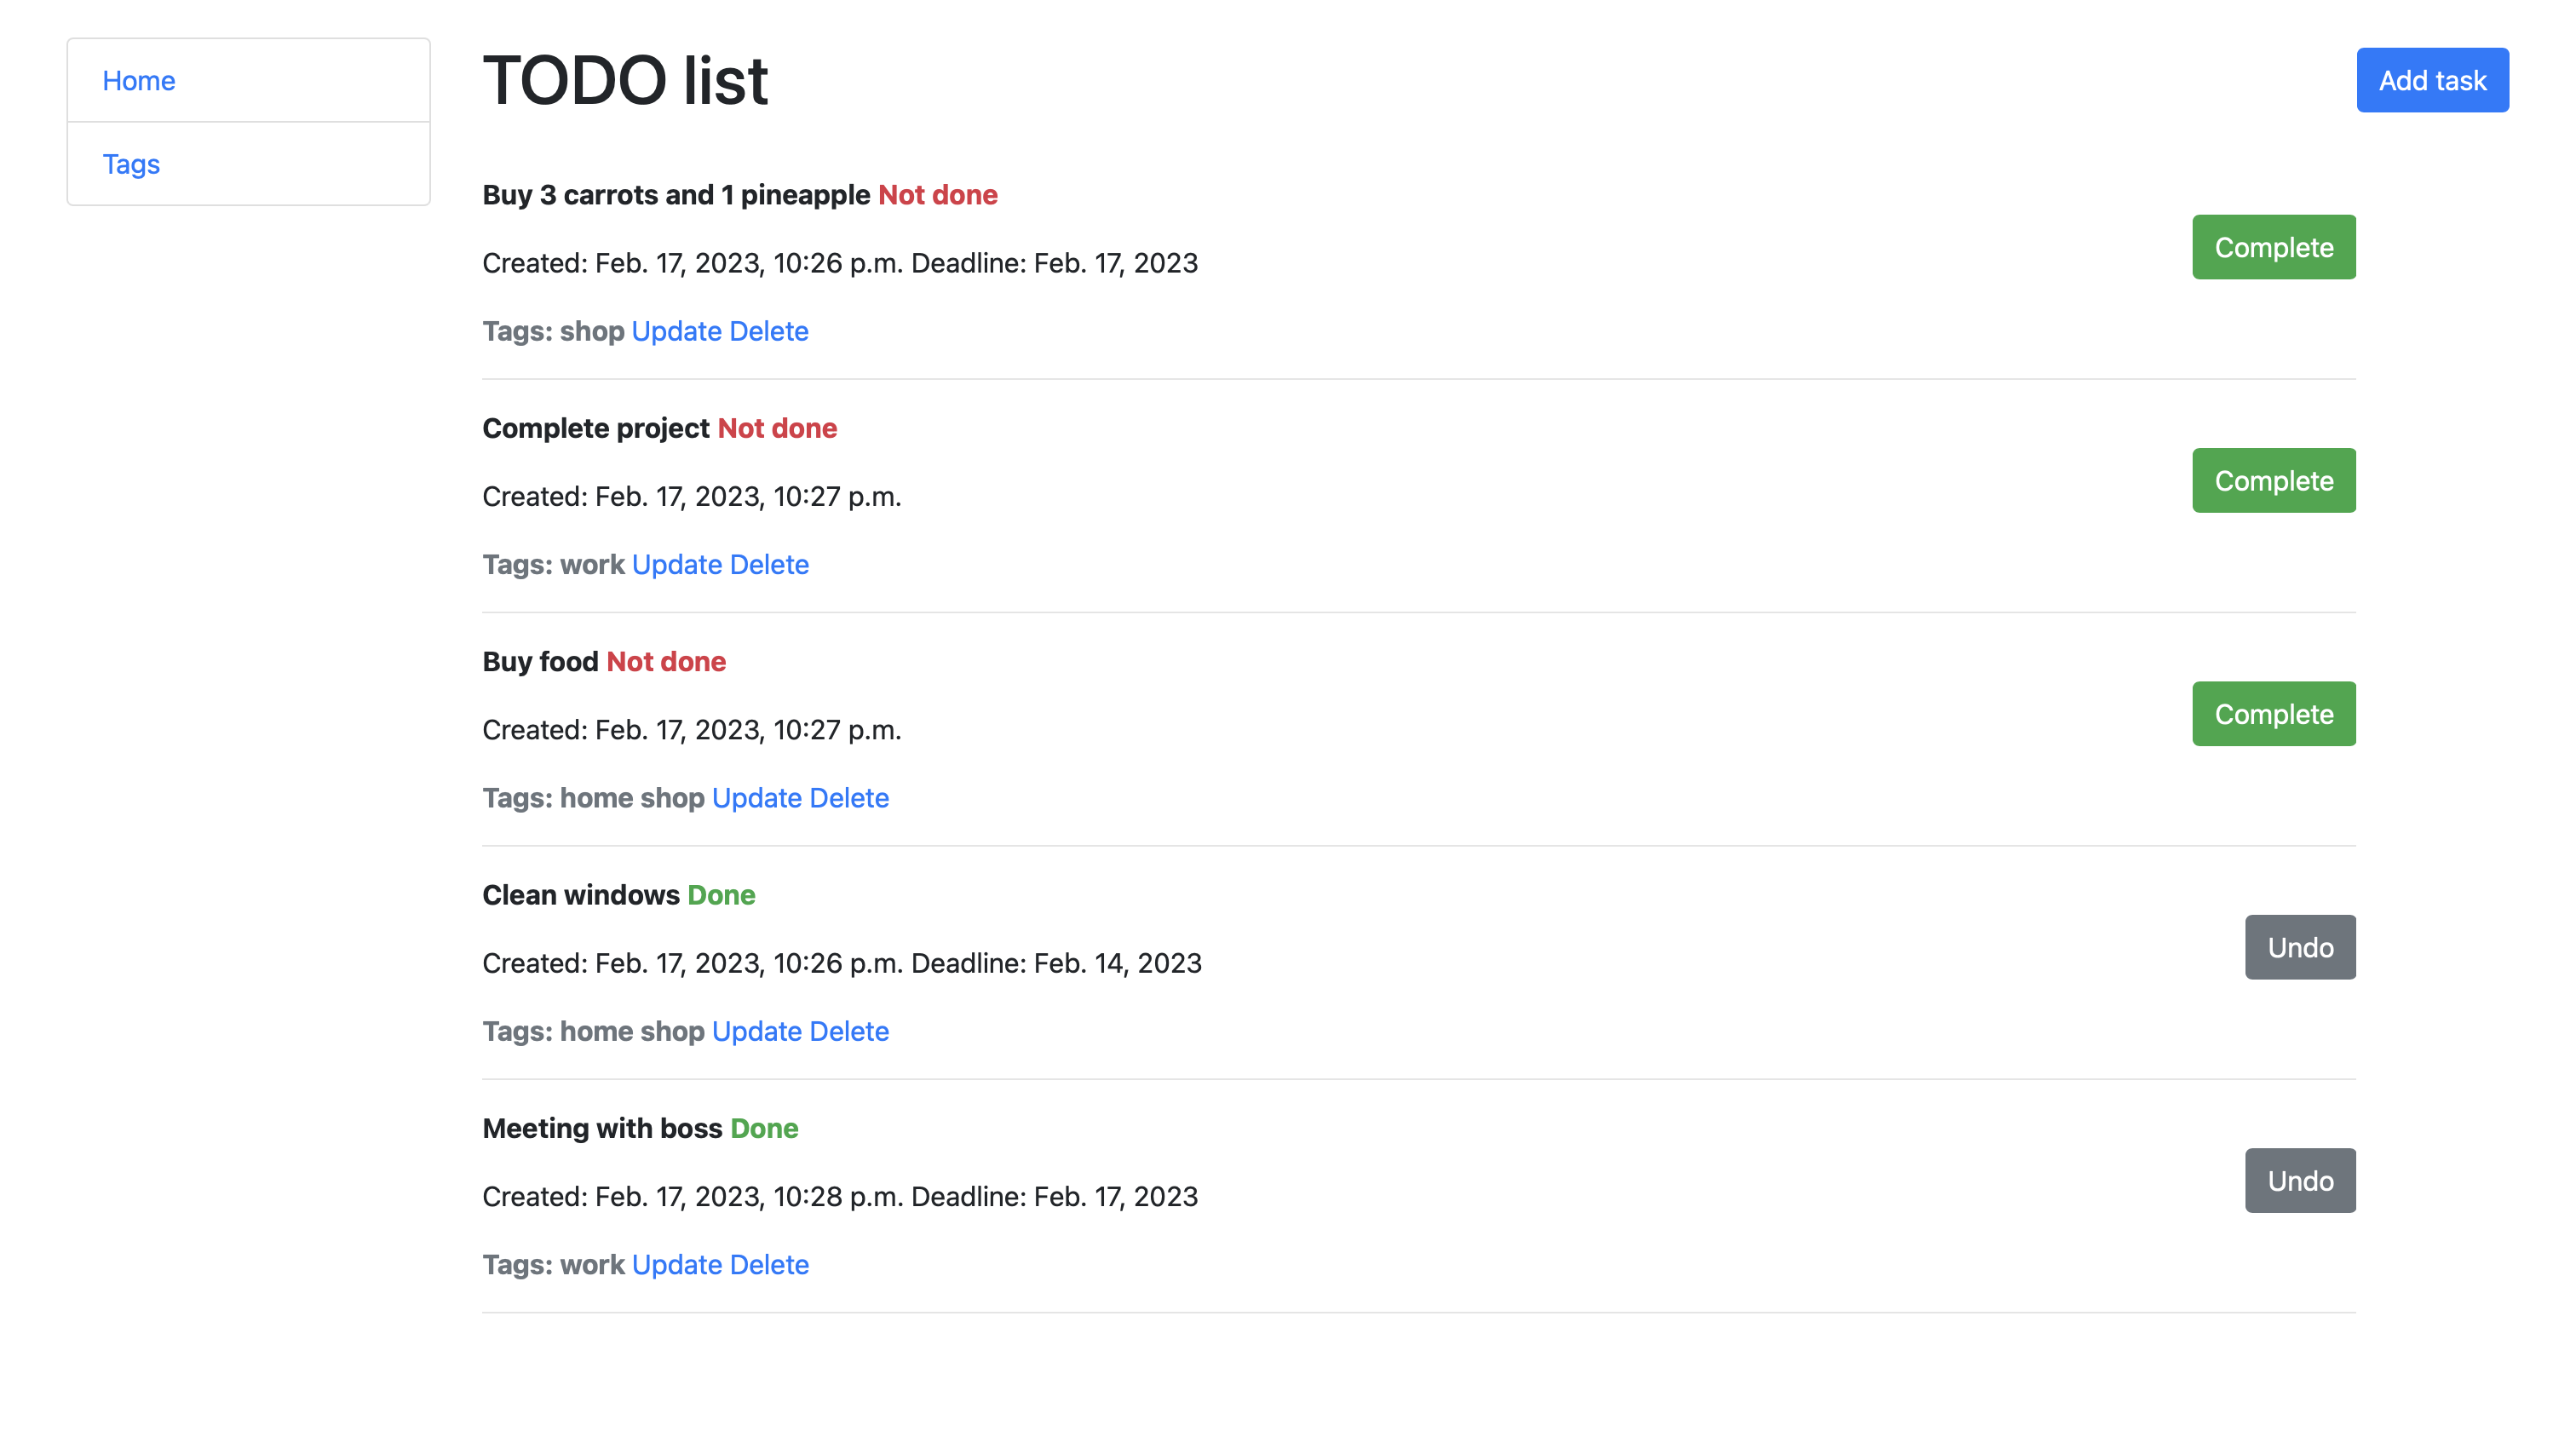 Home
Tags
TODO list
Add task
Buy 3 carrots and 1 pineapple Not done
Created: Feb. 17, 2023, 10:26 p.m. Deadline: Feb. 17, 2023
Complete
Tags: shop Update Delete
Complete project Not done
Created: Feb. 17, 2023, 10:27 p.m.
Complete
Tags: work Update Delete
Buy food Not done
Created: Feb. 17, 2023, 10:27 p.m.
Complete
Tags: home shop Update Delete
Clean windows Done
Created: Feb. 17, 2023, 10:26 p.m. Deadline: Feb. 14, 2023
Undo
Tags: home shop Update Delete
Meeting with boss Done
Created: Feb. 17, 2023, 10:28 p.m. Deadline: Feb. 17, 2023
Undo
Tags: work Update Delete